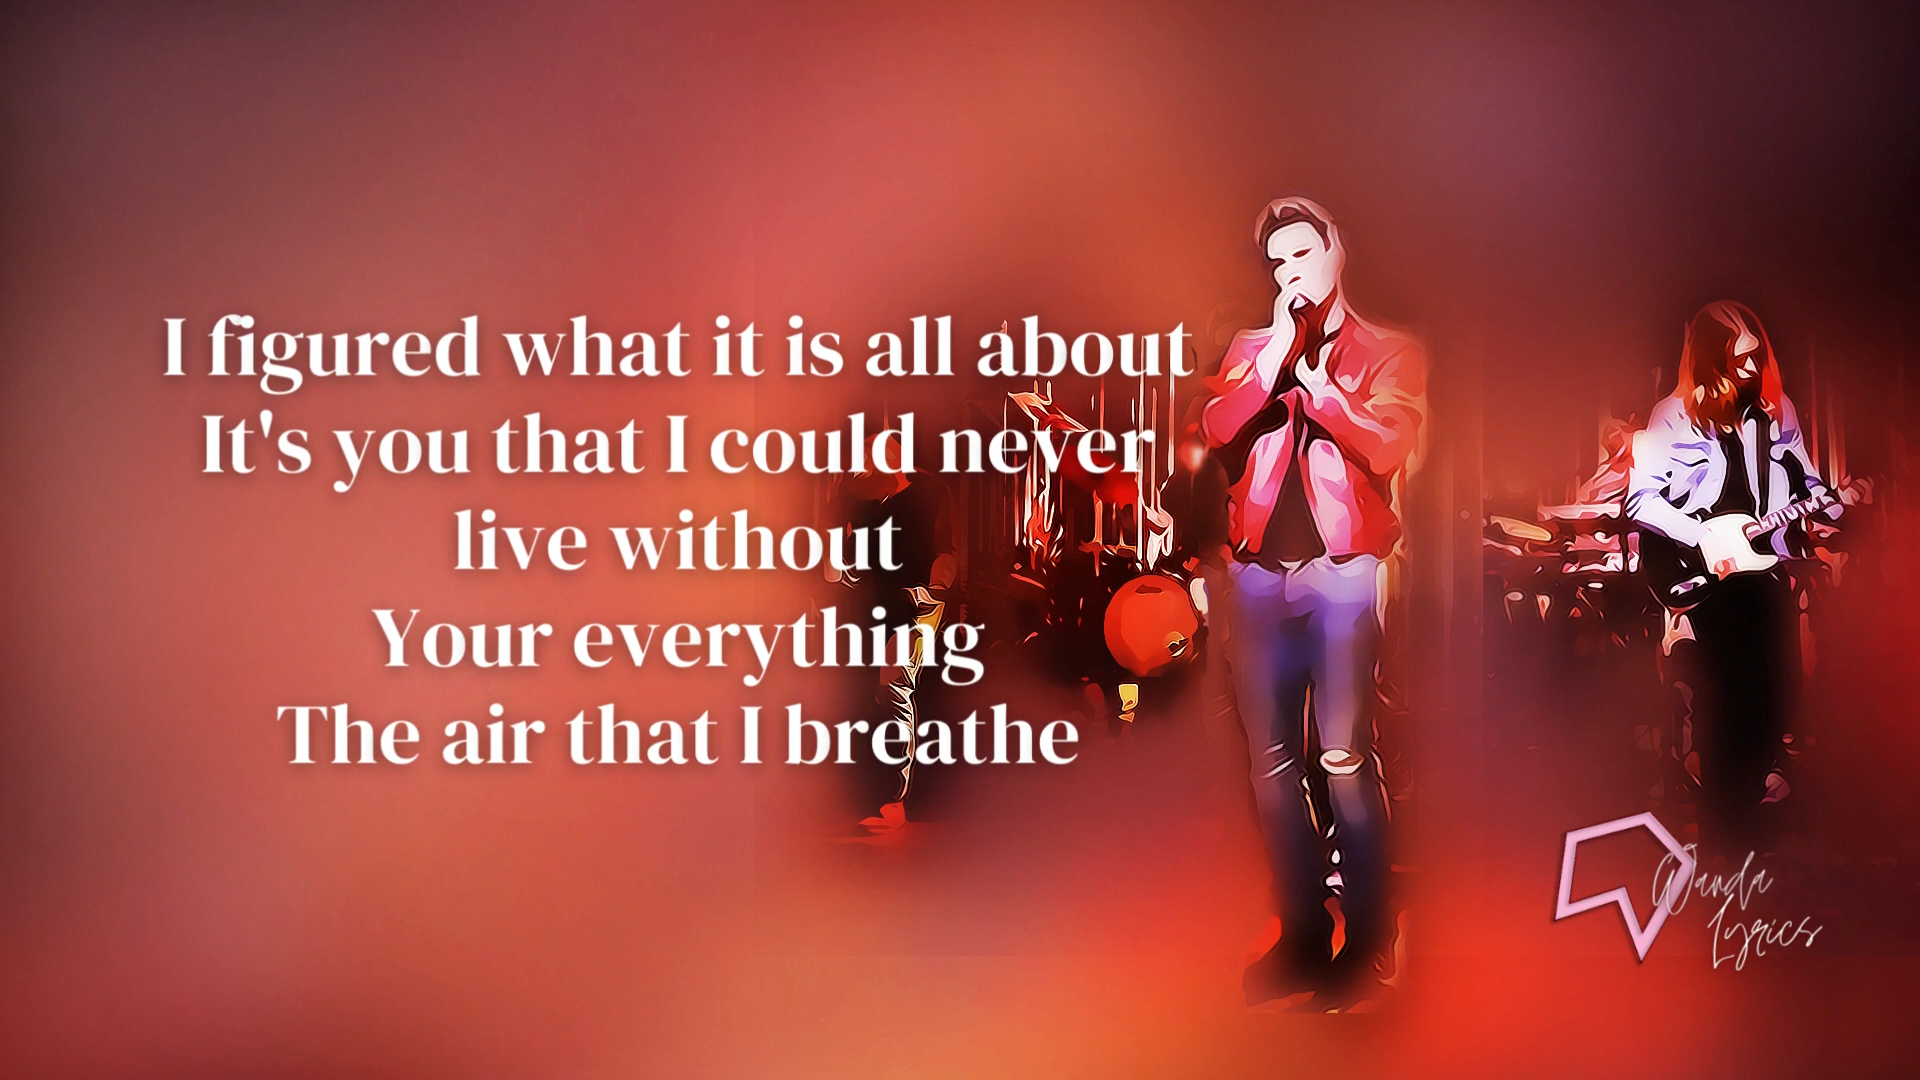 I figured what it is all about
It's you that I could never
live without
Your everything
The air that I breathe
Wanda
Lyrics